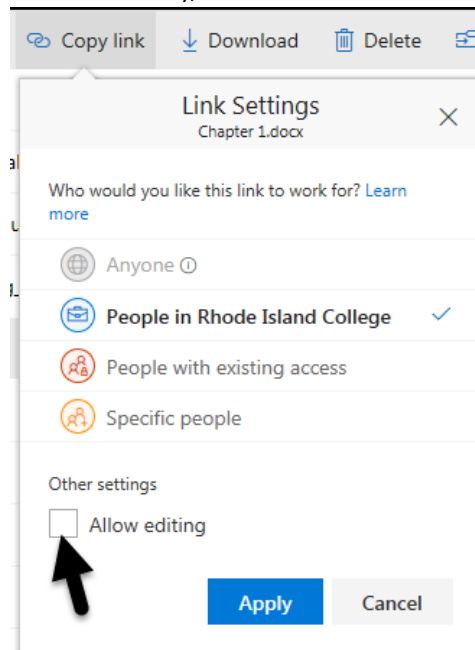 Copy link Download Delete
Link Settings
Chapter 1.docx
Who would you like this link to work for? Learn
more
Anyone
People in Rhode Island College
People with existing access
Specific people
Other settings
Allow editing
Apply Cancel